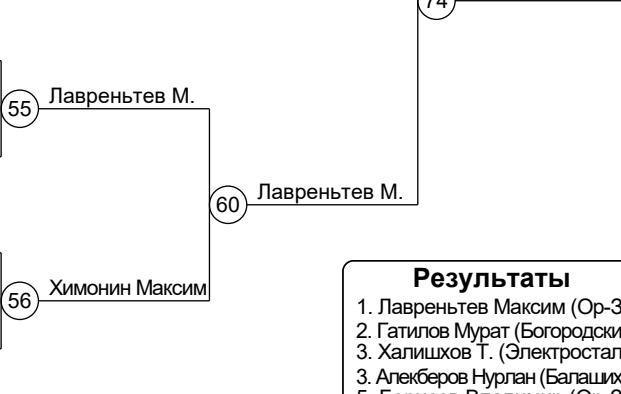 74
55
Лавреньтев М.
60
Лавреньтев М.
56
Химонин Максим
Результаты
1. Лавреньтев Максим (Ор-З
2. Гатилов Мурат (Богородски
3. Халишхов Т. (Электростал
3. Алекберов Нурлан (Балаших